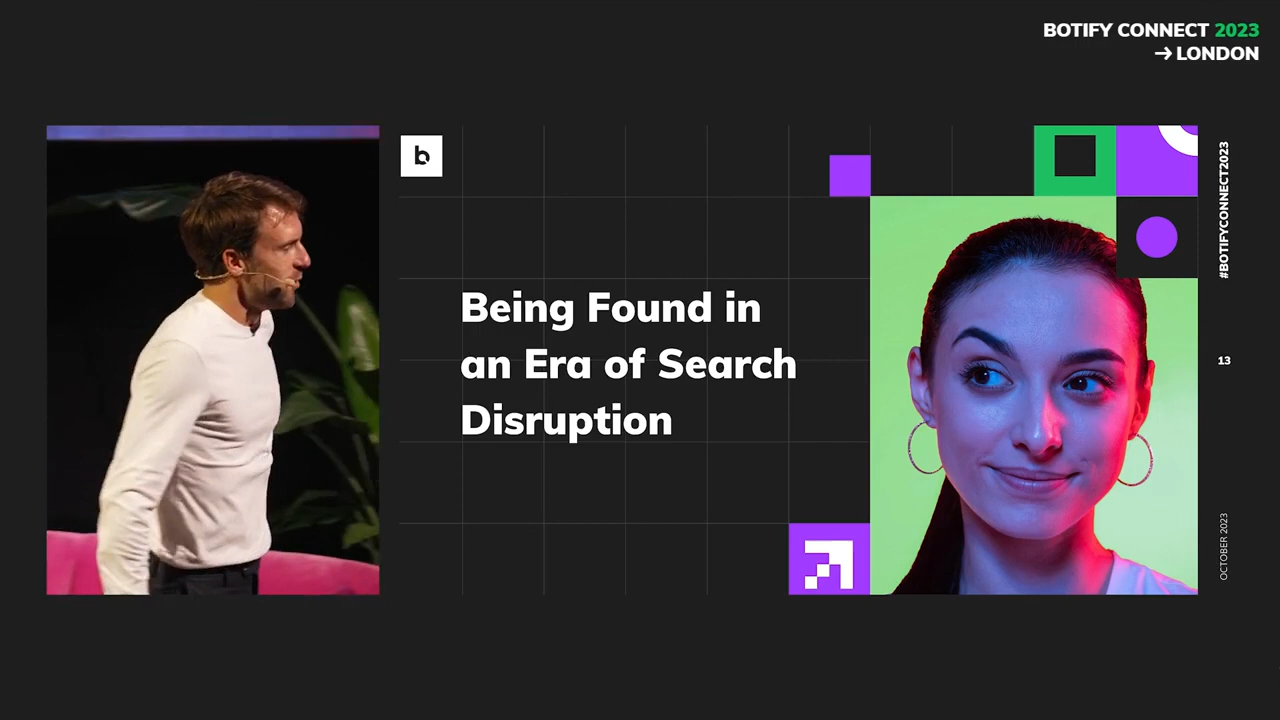 BOTIFY CONNECT 2023
→ LONDON
b
Being Found in
an Era of Search
Disruption
#BOTIFYCONNECT2023
13
OCTOBER 2023